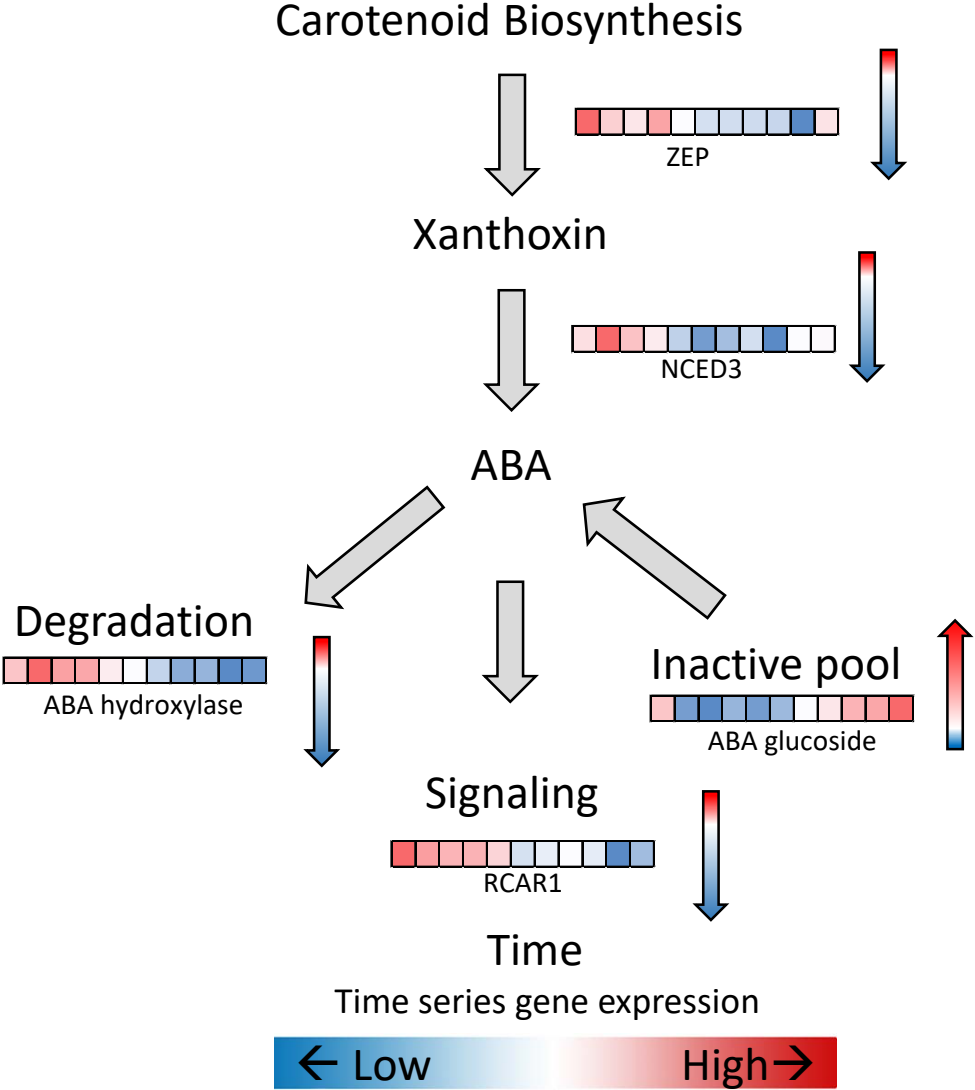 Carotenoid Biosynthesis
ZEP
Xanthoxin
NCED3
ABA
Degradation
ABA hydroxylase
Inactive pool
ABA glucoside
Signaling
RCAR1
Time
Time series gene expression
← Low High→